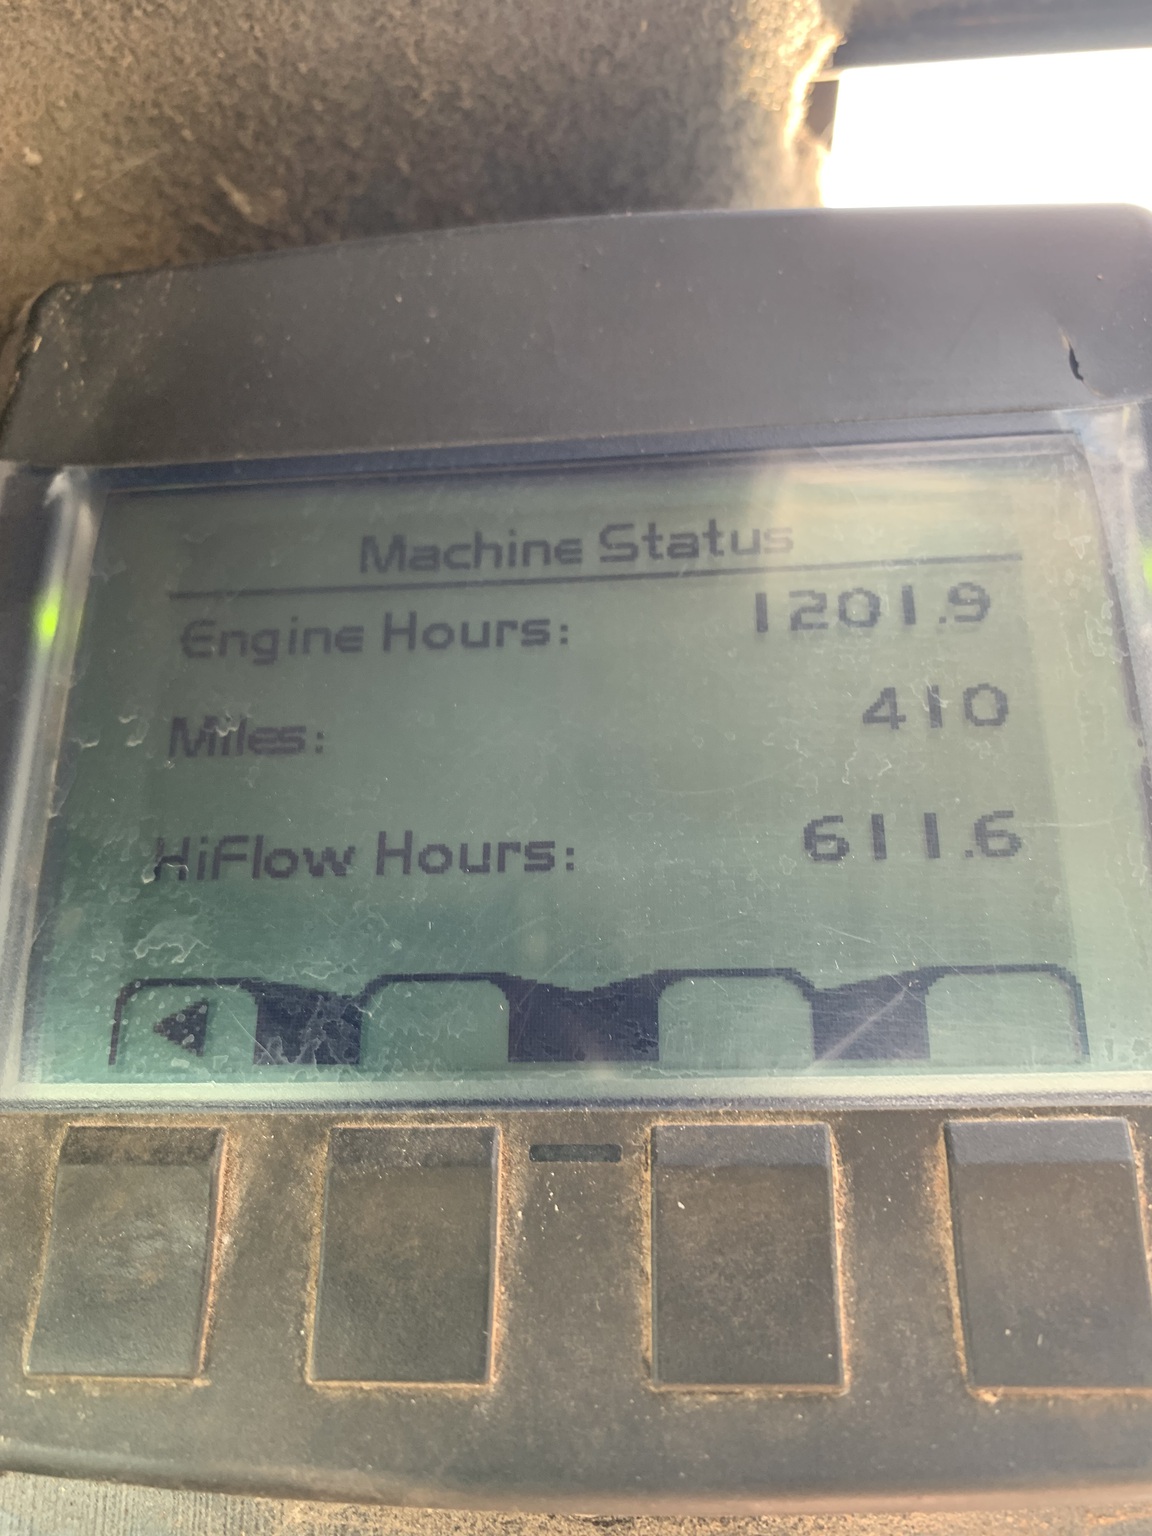 Machine Status
Engine Hours: 1201.9
Miles: 410
HiFlow Hours: 611.6